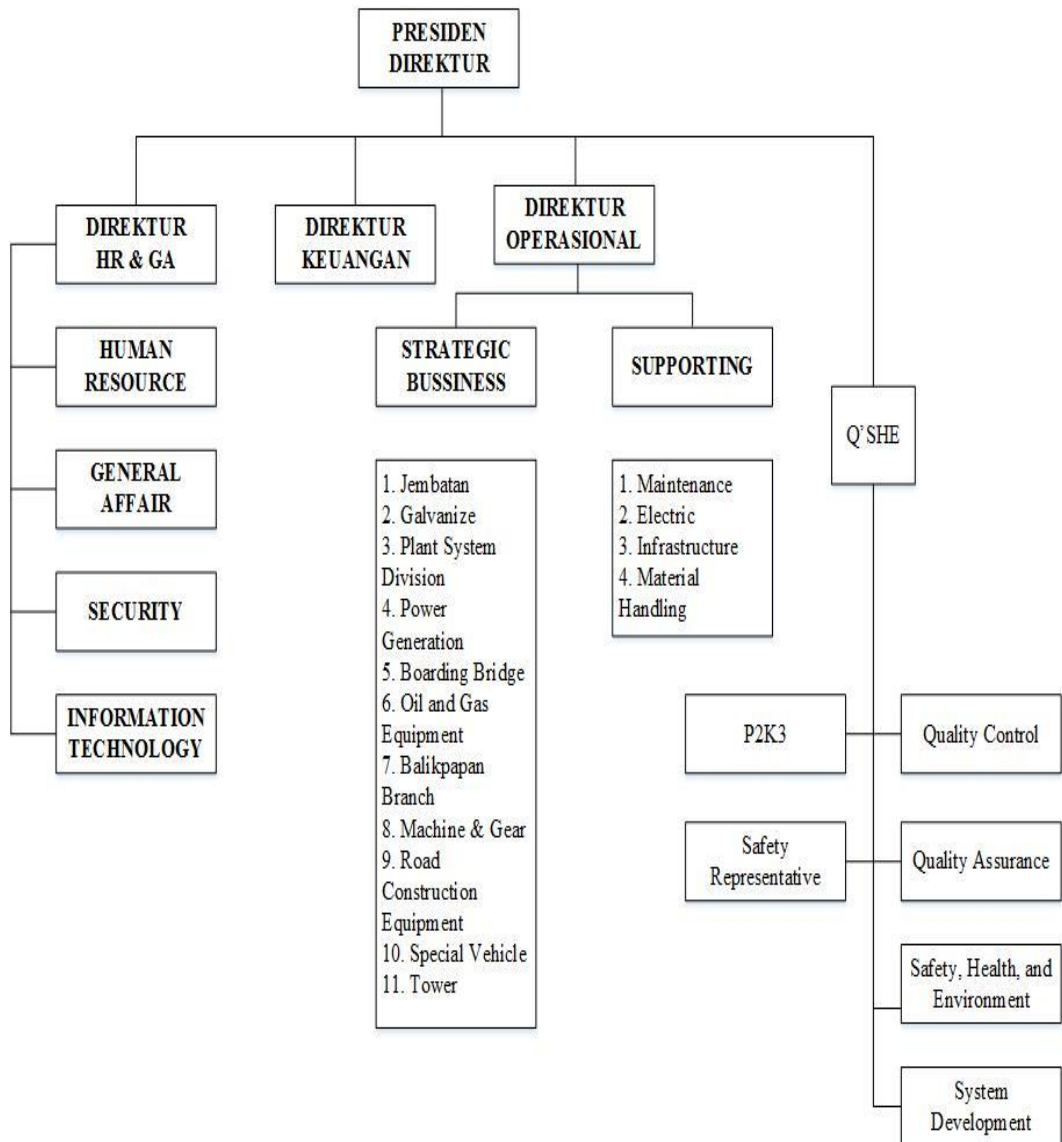 PRESIDEN
DIREKTUR
DIREKTUR
HR & GA
DIREKTUR
KEUANGAN
DIREKTUR
OPERASIONAL
HUMAN
RESOURCE
STRATEGIC
BUSSINESS
SUPPORTING
Q'SHE
GENERAL
AFFAIR
SECURITY
INFORMATION
TECHNOLOGY
1. Jembatan
2. Galvanize
3. Plant System
Division
4. Power
Generation
5. Boarding Bridge
6. Oil and Gas
Equipment
7. Balikpapan
Branch
8. Machine & Gear
9. Road
Construction
Equipment
10. Special Vehicle
11. Tower
1. Maintenance
2. Electric
3. Infrastructure
4. Material
Handling
P2K3
Quality Control
Safety
Representative
Quality Assurance
Safety, Health, and
Environment
System
Development